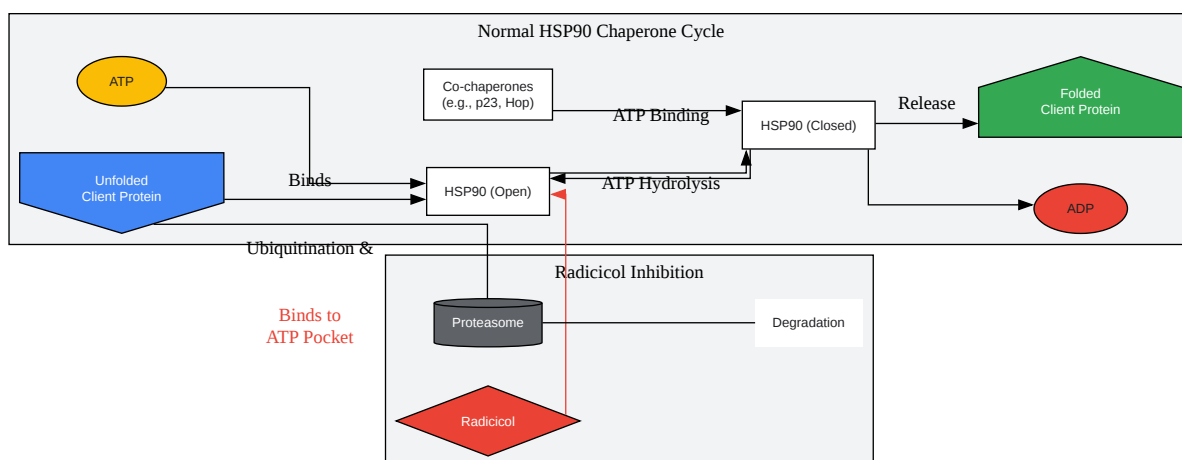 Normal HSP90 Chaperone Cycle
ATP
Co-chaperones
(e.g., p23, Hop)
ATP Binding
HSP90 (Closed)
Release
Folded
Client Protein
Unfolded
Client Protein
Binds
HSP90 (Open)
ATP Hydrolysis
ADP
Ubiquitination &
Radicicol Inhibition
Binds to
ATP Pocket
Proteasome
Degradation
Radicicol